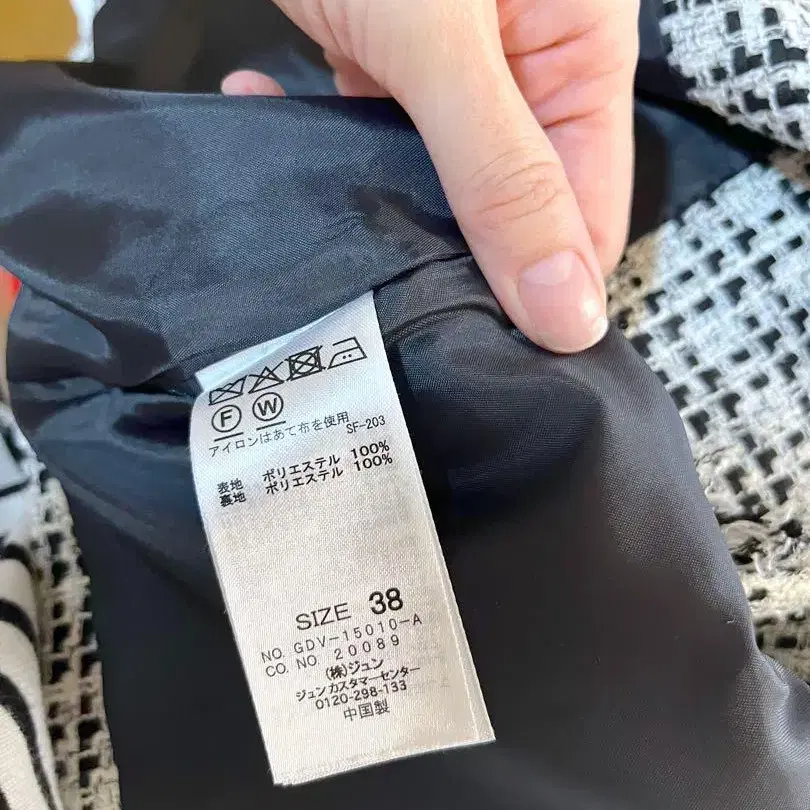 F W
アイロンはあて布を使用
SF-203
表地 ポリエステル 100%
裏地 ポリエステル 100%
SIZE 38
NO. GDV-15010-A
CO. NO. 20089
(株)ジュン
ジュンカスタマーセンター
0120-298-133
中国製